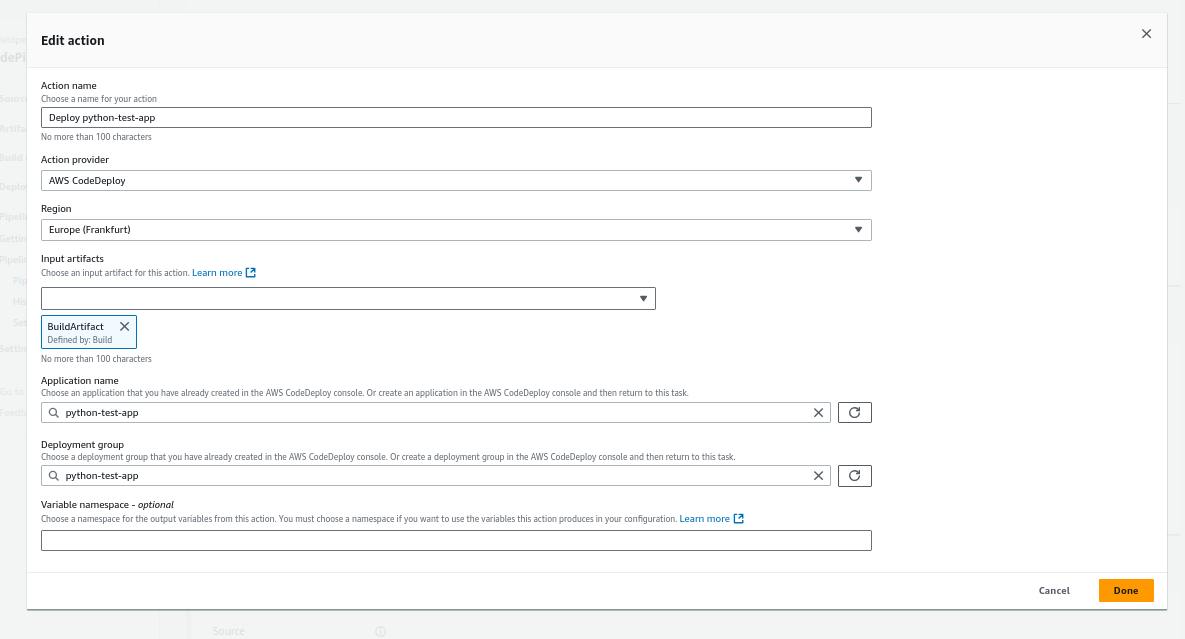 Edit action
Action name
Choose a name for your action
Deploy python-test-app
No more than 100 characters
Action provider
AWS CodeDeploy
Region
Europe (Frankfurt)
Input artifacts
Choose an input artifact for this action. Learn more
BuildArtifact
Defined by: Build
No more than 100 characters
Application name
Choose an application that you have already created in the AWS CodeDeploy console. Or create an application in the AWS CodeDeploy console and then return to this task.
python-test-app
Deployment group
Choose a deployment group that you have already created in the AWS CodeDeploy console. Or create a deployment group in the AWS CodeDeploy console and then return to this task.
python-test-app
Variable namespace - optional
Choose a namespace for the output variables from this action. You must choose a namespace if you want to use the variables this action produces in your configuration. Learn more
Cancel
Done
Source